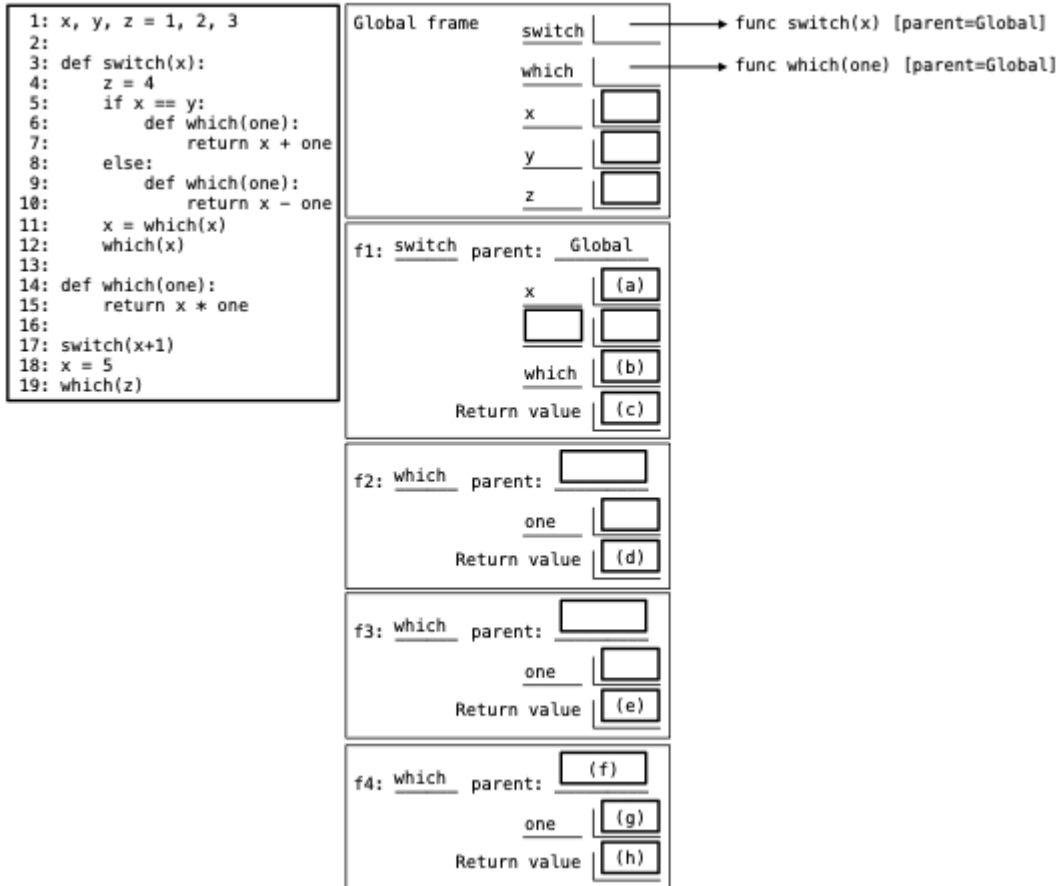 1: x, y, z = 1, 2, 3
2:
3: def switch(x):
4:     z = 4
5:     if x == y:
6:         def which(one):
7:             return x + one
8:     else:
9:         def which(one):
10:             return x - one
11:     x = which(x)
12:     which(x)
13:
14: def which(one):
15:     return x * one
16:
17: switch(x+1)
18: x = 5
19: which(z)
Global frame
switch
func switch(x) [parent=Global]
which
func which(one) [parent=Global]
x
y
z
f1: switch parent: Global
x (a)
which (b)
Return value (c)
f2: which parent:
one
Return value (d)
f3: which parent:
one
Return value (e)
f4: which parent: (f)
one (g)
Return value (h)